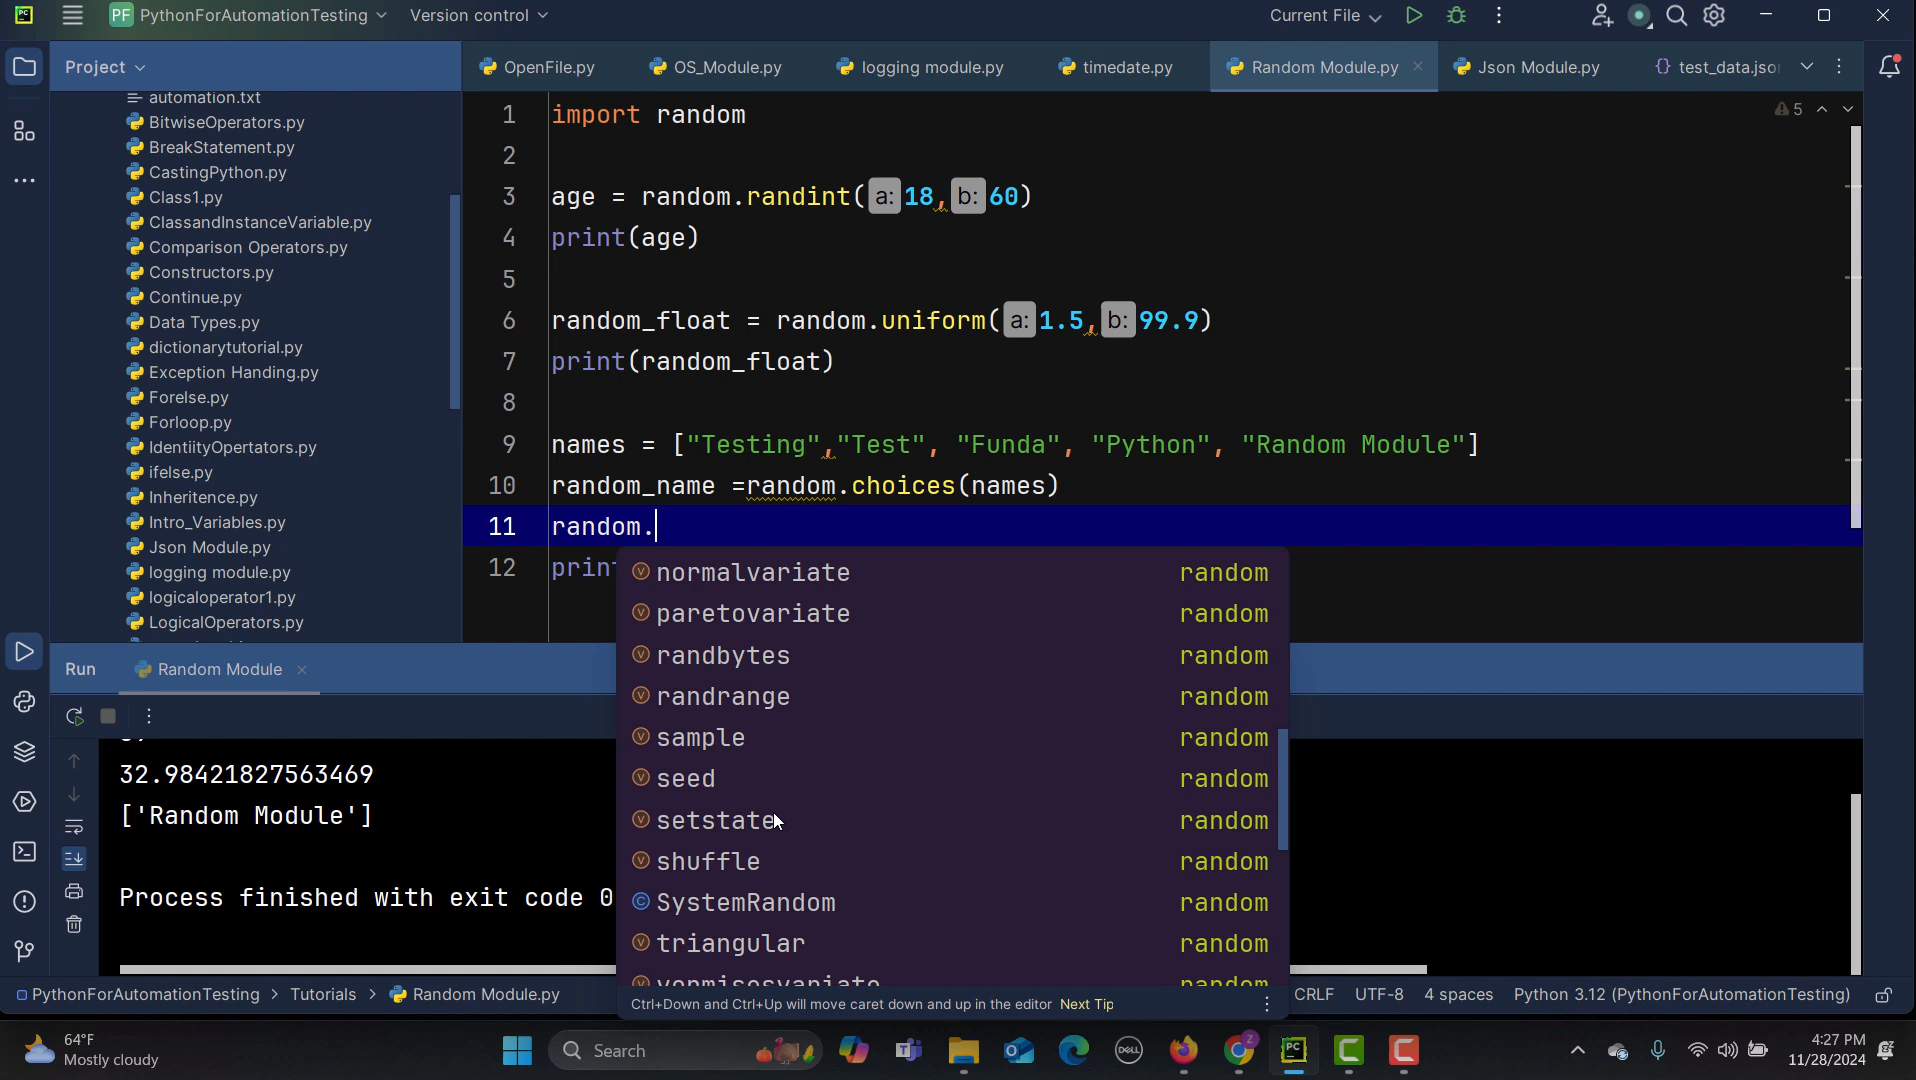 PC PF PythonForAutomationTesting Version control Current File
Project
OpenFile.py OS_Module.py logging module.py timedate.py Random Module.py Json Module.py test_data.jso
automation.txt
BitwiseOperators.py
BreakStatement.py
CastingPython.py
Class1.py
ClassandInstanceVariable.py
Comparison Operators.py
Constructors.py
Continue.py
Data Types.py
dictionarytutorial.py
Exception Handing.py
Forelse.py
Forloop.py
IdentiityOpertators.py
ifelse.py
Inheritence.py
Intro_Variables.py
Json Module.py
logging module.py
logicaloperator1.py
LogicalOperators.py
5
1 import random
2
3 age = random.randint( a: 18, b: 60)
4 print(age)
5
6 random_float = random.uniform( a: 1.5, b: 99.9)
7 print(random_float)
8
9 names = ["Testing","Test", "Funda", "Python", "Random Module"]
10 random_name =random.choices(names)
11 random.
12 print
normalvariate random
paretovariate random
randbytes random
randrange random
sample random
seed random
setstate random
shuffle random
SystemRandom random
triangular random
vonmisesvariate random
Ctrl+Down and Ctrl+Up will move caret down and up in the editor Next Tip
Run Random Module
32.98421827563469
['Random Module']
Process finished with exit code 0
PythonForAutomationTesting > Tutorials > Random Module.py CRLF UTF-8 4 spaces Python 3.12 (PythonForAutomationTesting)
64°F
Mostly cloudy
Search
DELL
Z
PC
4:27 PM
11/28/2024